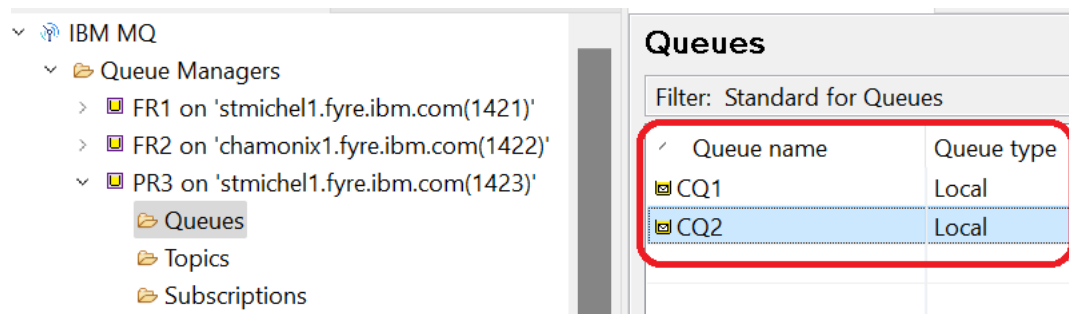 IBM MQ
Queue Managers
FR1 on 'stmichel1.fyre.ibm.com(1421)'
FR2 on 'chamonix1.fyre.ibm.com(1422)'
PR3 on 'stmichel1.fyre.ibm.com(1423)'
Queues
Topics
Subscriptions
Queues
Filter: Standard for Queues
Queue name Queue type
CQ1 Local
CQ2 Local